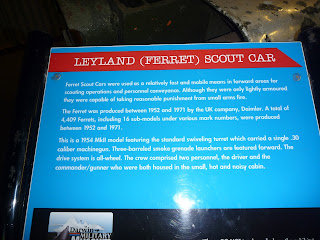 LEYLAND (FERRET) SCOUT CAR
Ferret Scout Cars were used as a relatively fast and mobile means in forward areas for
scouting operations and personnel conveyance. Although they were only lightly armoured
they were capable of taking reasonable punishment from small arms fire.
The Ferret was produced between 1952 and 1971 by the UK company, Daimler. A total of
4,409 Ferrets, including 16 sub-models under various mark numbers, were produced
between 1952 and 1971.
This is a 1954 MkII model featuring the standard swiveling turret which carried a single .30
caliber machinegun. Three-barreled smoke grenade launchers are featured forward. The
drive system is all-wheel. The crew comprised two personnel, the driver and the
commander/gunner who were both housed in the small, hot and noisy cabin.
MILITARY